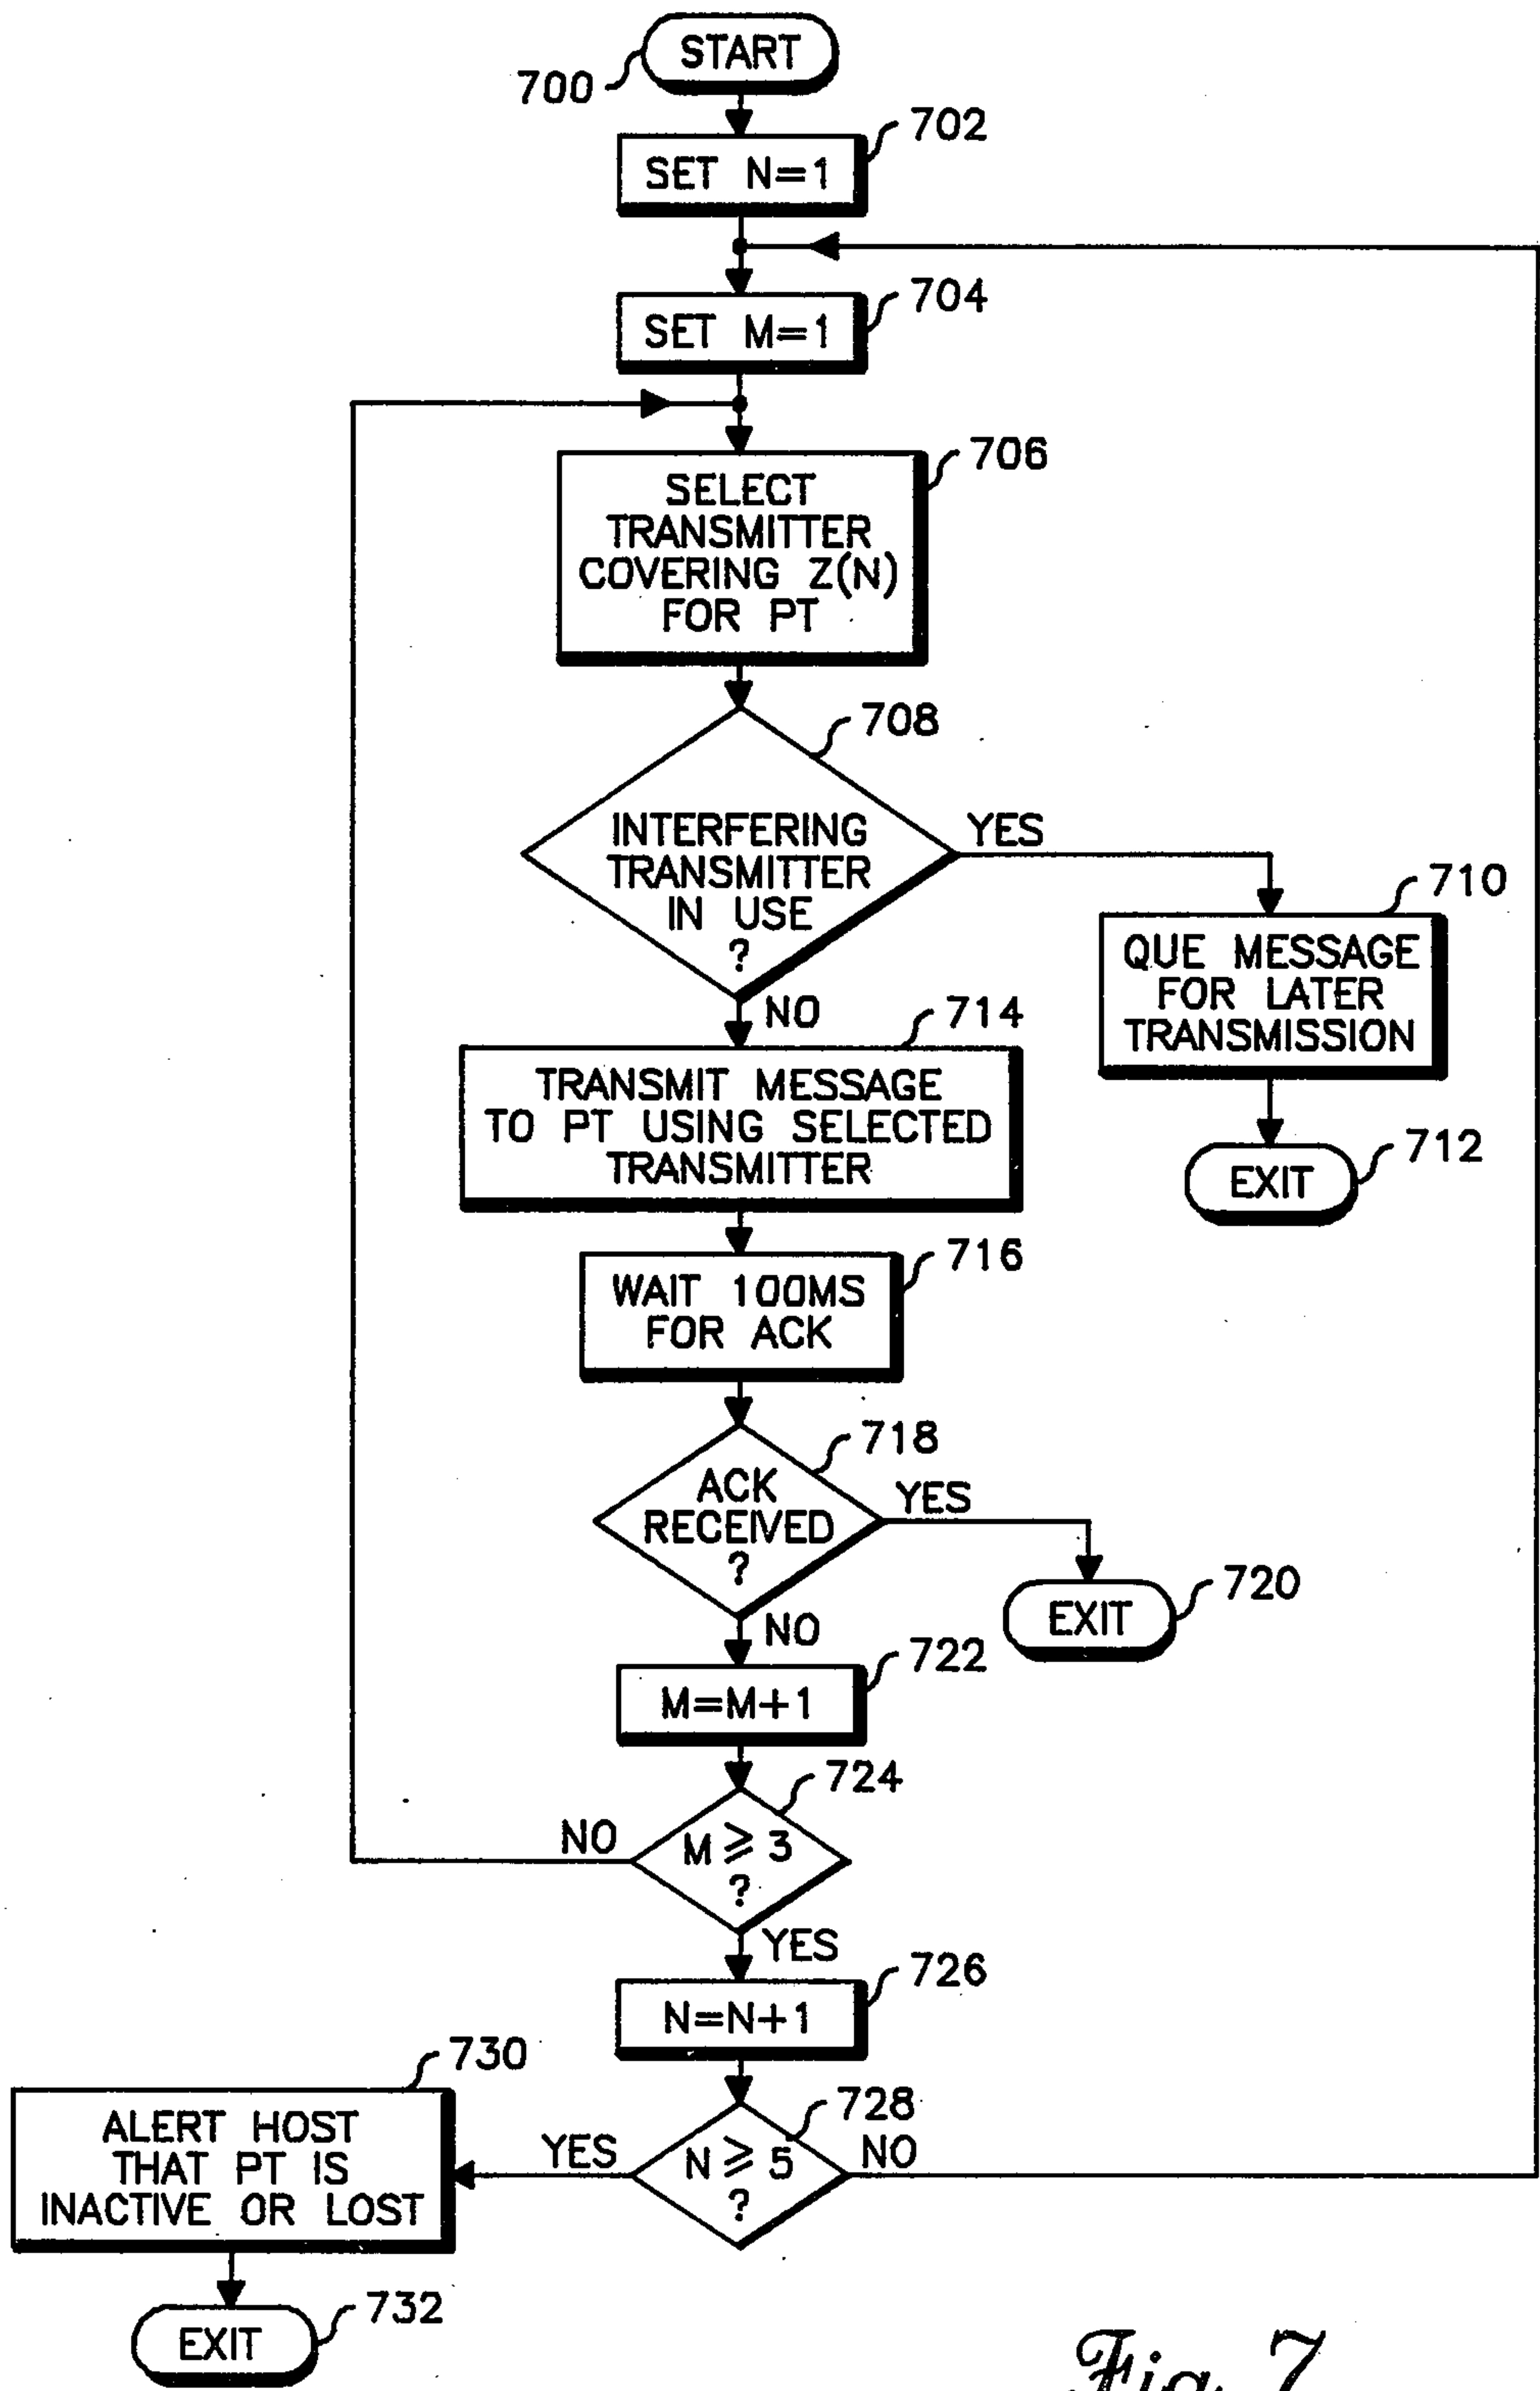 START
700
702
SET N=1
704
SET M=1
706
SELECT
TRANSMITTER
COVERING Z(N)
FOR PT
708
INTERFERING
TRANSMITTER
IN USE
?
YES
710
QUE MESSAGE
FOR LATER
TRANSMISSION
712
EXIT
NO
714
TRANSMIT MESSAGE
TO PT USING SELECTED
TRANSMITTER
716
WAIT 100MS
FOR ACK
718
ACK
RECEIVED
?
YES
720
EXIT
NO
722
M=M+1
724
M ⩾ 3
?
NO
YES
726
N=N+1
728
N ⩾ 5
?
NO
YES
730
ALERT HOST
THAT PT IS
INACTIVE OR LOST
732
EXIT
Fig. 7